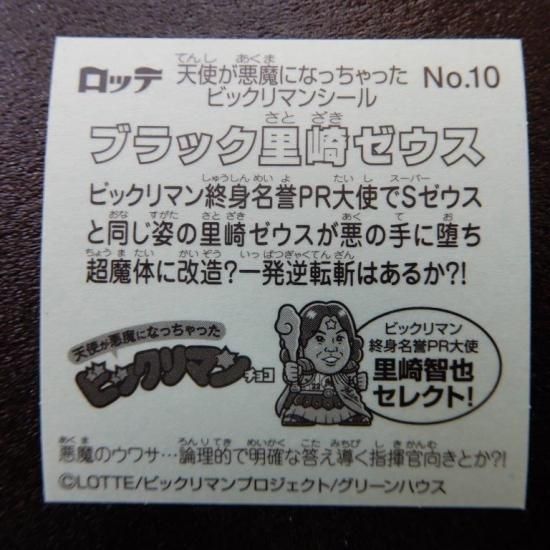 ロッテ 天使が悪魔になっちゃった No.10
ビックリマンシール
ブラック里崎ゼウス
ビックリマン終身名誉PR大使でSゼウス
と同じ姿の里崎ゼウスが悪の手に堕ち
超魔体に改造?一発逆転斬はあるか?!
天使が悪魔になっちゃった
ビックリマンチョコ
ビックリマン
終身名誉PR大使
里崎智也
セレクト!
悪魔のウワサ…論理的で明確な答え導く指揮官向きとか?!
©LOTTE/ビックリマンプロジェクト/グリーンハウス